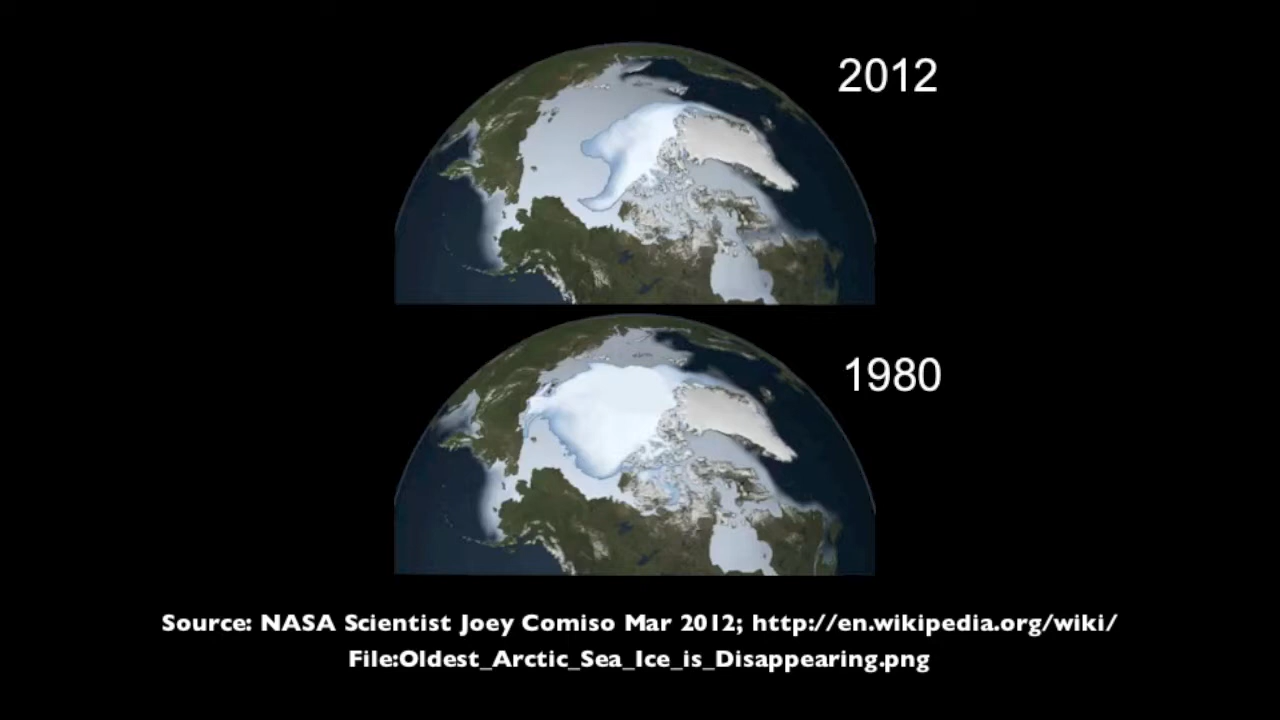 2012
1980
Source: NASA Scientist Joey Comiso Mar 2012; http://en.wikipedia.org/wiki/
File:Oldest_Arctic_Sea_Ice_is_Disappearing.png